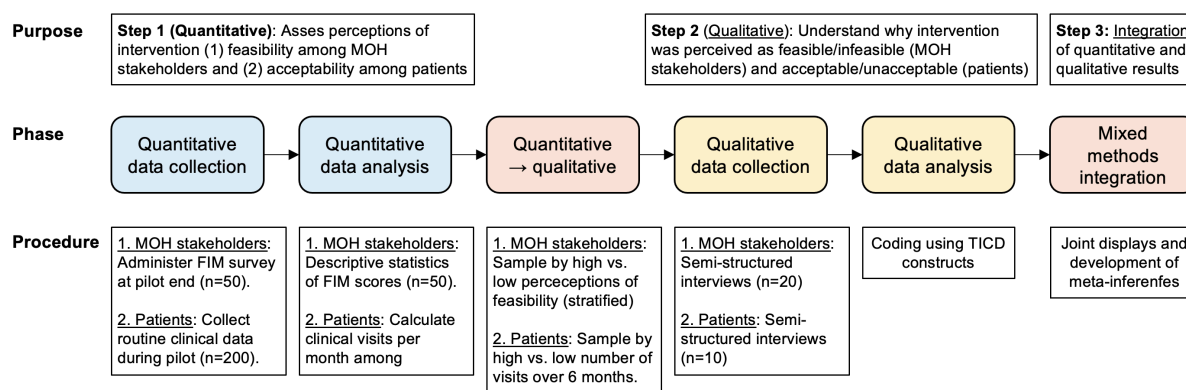 Purpose
Step 1 (Quantitative): Asses perceptions of
intervention (1) feasibility among MOH
stakeholders and (2) acceptability among patients
Step 2 (Qualitative): Understand why intervention
was perceived as feasible/infeasible (MOH
stakeholders) and acceptable/unacceptable (patients)
Step 3: Integration
of quantitative and
qualitative results
Phase
Quantitative
data collection
Quantitative
data analysis
Quantitative
→ qualitative
Qualitative
data collection
Qualitative
data analysis
Mixed
methods
integration
Procedure
1. MOH stakeholders:
Administer FIM survey
at pilot end (n=50).
2. Patients: Collect
routine clinical data
during pilot (n=200).
1. MOH stakeholders:
Descriptive statistics
of FIM scores (n=50).
2. Patients: Calculate
clinical visits per
month among
1. MOH stakeholders:
Sample by high vs.
low perceceptions of
feasibility (stratified)
2. Patients: Sample by
high vs. low number of
visits over 6 months.
1. MOH stakeholders:
Semi-structured
interviews (n=20)
2. Patients: Semi-
structured interviews
(n=10)
Coding using TICD
constructs
Joint displays and
development of
meta-inferenfes